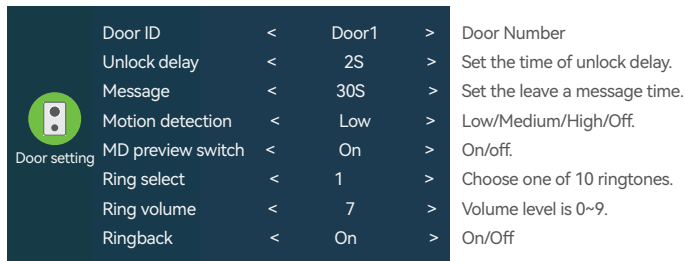 Door ID < Door1 > Door Number
Unlock delay < 2S > Set the time of unlock delay.
Message < 30S > Set the leave a message time.
Motion detection < Low > Low/Medium/High/Off.
Door setting
MD preview switch < On > On/off.
Ring select < 1 > Choose one of 10 ringtones.
Ring volume < 7 > Volume level is 0~9.
Ringback < On > On/Off